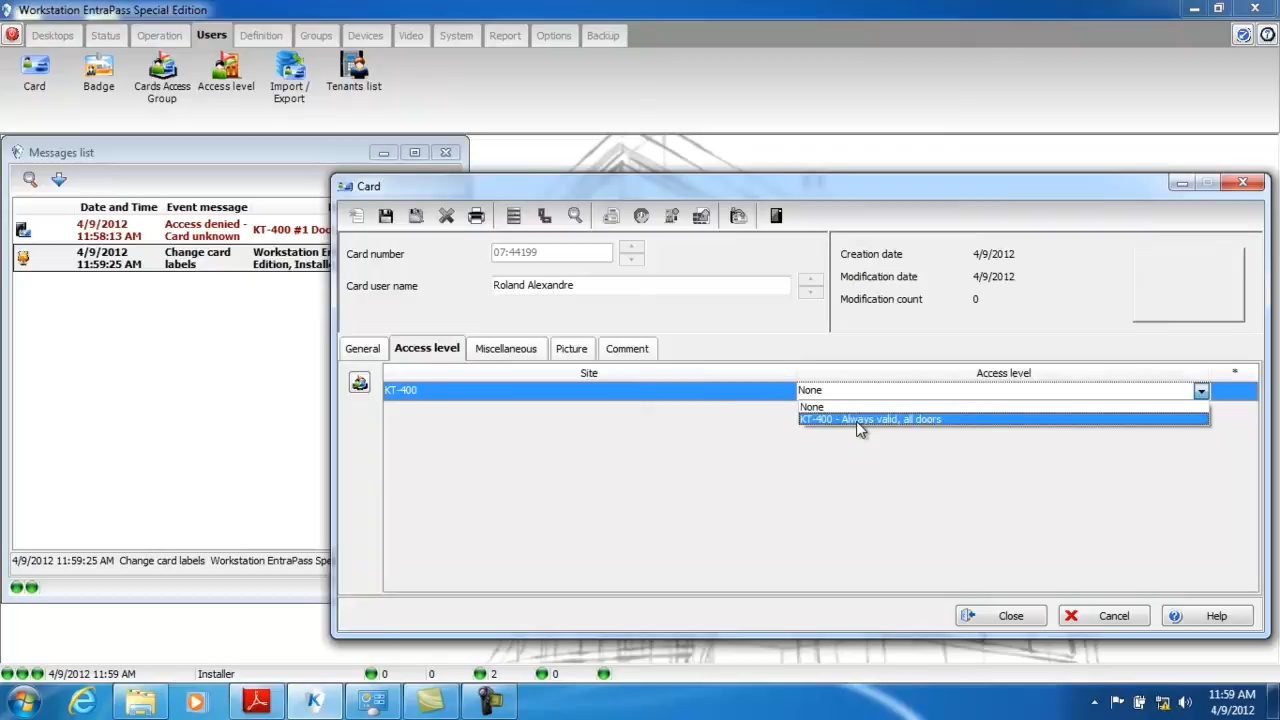 Workstation EntraPass Special Edition
Desktops Status Operation Users Definition Groups Devices Video System Report Options Backup
Card Badge Cards Access Group Access level Import / Export Tenants list
Messages list
Date and Time Event message
4/9/2012 11:58:13 AM Access denied - Card unknown KT-400 #1 Doo
4/9/2012 11:59:25 AM Change card labels Workstation En Edition, Installe
4/9/2012 11:59:25 AM Change card labels Workstation EntraPass Spe
Card
Card number 07:44199
Card user name Roland Alexandre
Creation date 4/9/2012
Modification date 4/9/2012
Modification count 0
General Access level Miscellaneous Picture Comment
Site Access level *
KT-400 None
None
KT-400 - Always valid, all doors
Close Cancel Help
4/9/2012 11:59 AM Installer 0 0 2 0
11:59 AM
4/9/2012